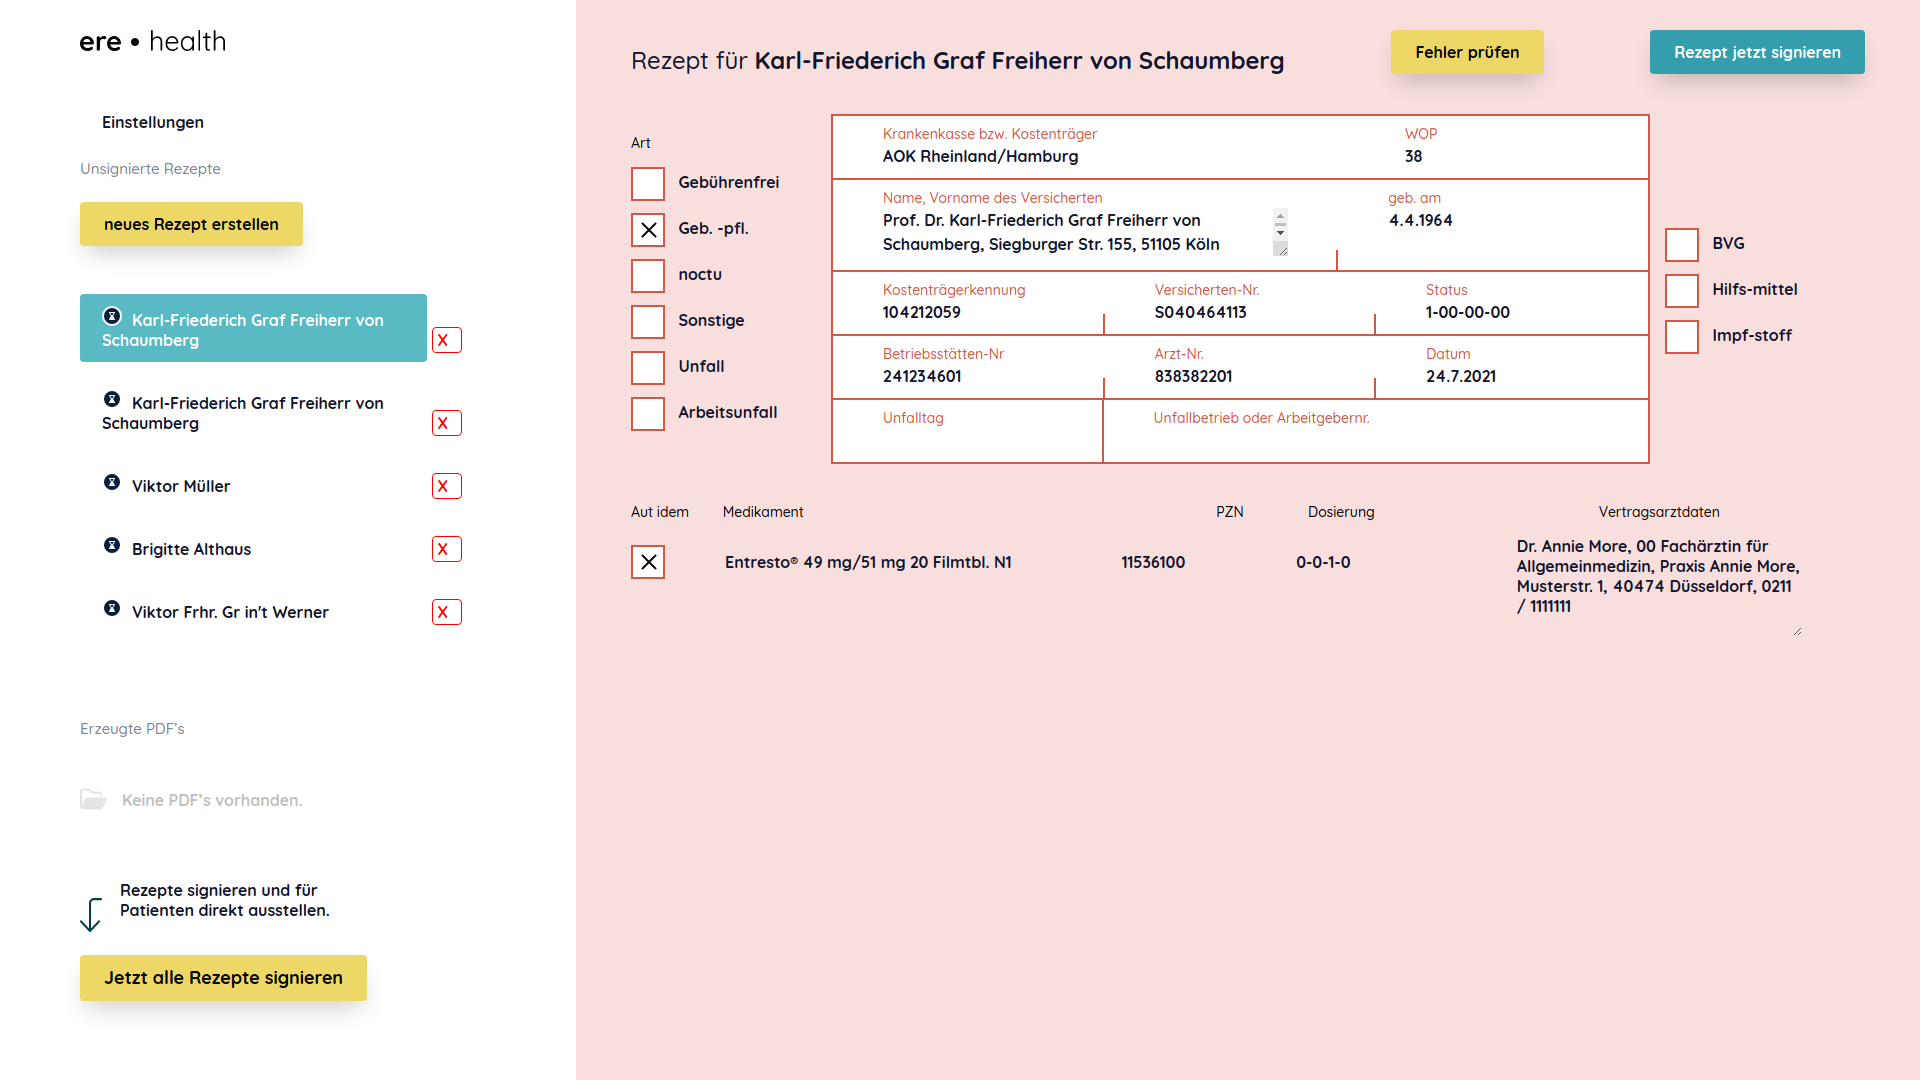 ere • health
Einstellungen
Unsignierte Rezepte
neues Rezept erstellen
Karl-Friederich Graf Freiherr von
Schaumberg
X
Karl-Friederich Graf Freiherr von
Schaumberg
X
Viktor Müller
X
Brigitte Althaus
X
Viktor Frhr. Gr in't Werner
X
Erzeugte PDF's
Keine PDF's vorhanden.
Rezepte signieren und für
Patienten direkt ausstellen.
Jetzt alle Rezepte signieren
Rezept für Karl-Friederich Graf Freiherr von Schaumberg
Fehler prüfen
Rezept jetzt signieren
Art
Gebührenfrei
Geb. -pfl.
noctu
Sonstige
Unfall
Arbeitsunfall
Krankenkasse bzw. Kostenträger
AOK Rheinland/Hamburg
WOP
38
Name, Vorname des Versicherten
Prof. Dr. Karl-Friederich Graf Freiherr von
Schaumberg, Siegburger Str. 155, 51105 Köln
geb. am
4.4.1964
Kostenträgerkennung
104212059
Versicherten-Nr.
S040464113
Status
1-00-00-00
Betriebsstätten-Nr
241234601
Arzt-Nr.
838382201
Datum
24.7.2021
Unfalltag
Unfallbetrieb oder Arbeitgebernr.
BVG
Hilfs-mittel
Impf-stoff
Aut idem
Medikament
PZN
Dosierung
Vertragsarztdaten
Entresto® 49 mg/51 mg 20 Filmtbl. N1
11536100
0-0-1-0
Dr. Annie More, 00 Fachärztin für
Allgemeinmedizin, Praxis Annie More,
Musterstr. 1, 40474 Düsseldorf, 0211
/ 1111111